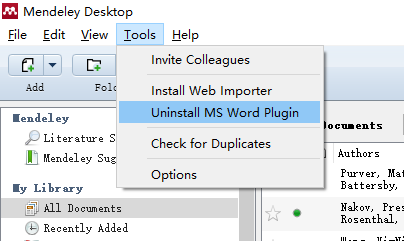 Mendeley Desktop
File Edit View Tools Help
Add
Invite Colleagues
Install Web Importer
Uninstall MS Word Plugin
Check for Duplicates
Options
Mendeley
Literature S
Mendeley Sug
My Library
All Documents
Recently Added
Documents
Authors
Purver, Mat
Battersby,
Nakov, Pres
Rosenthal,